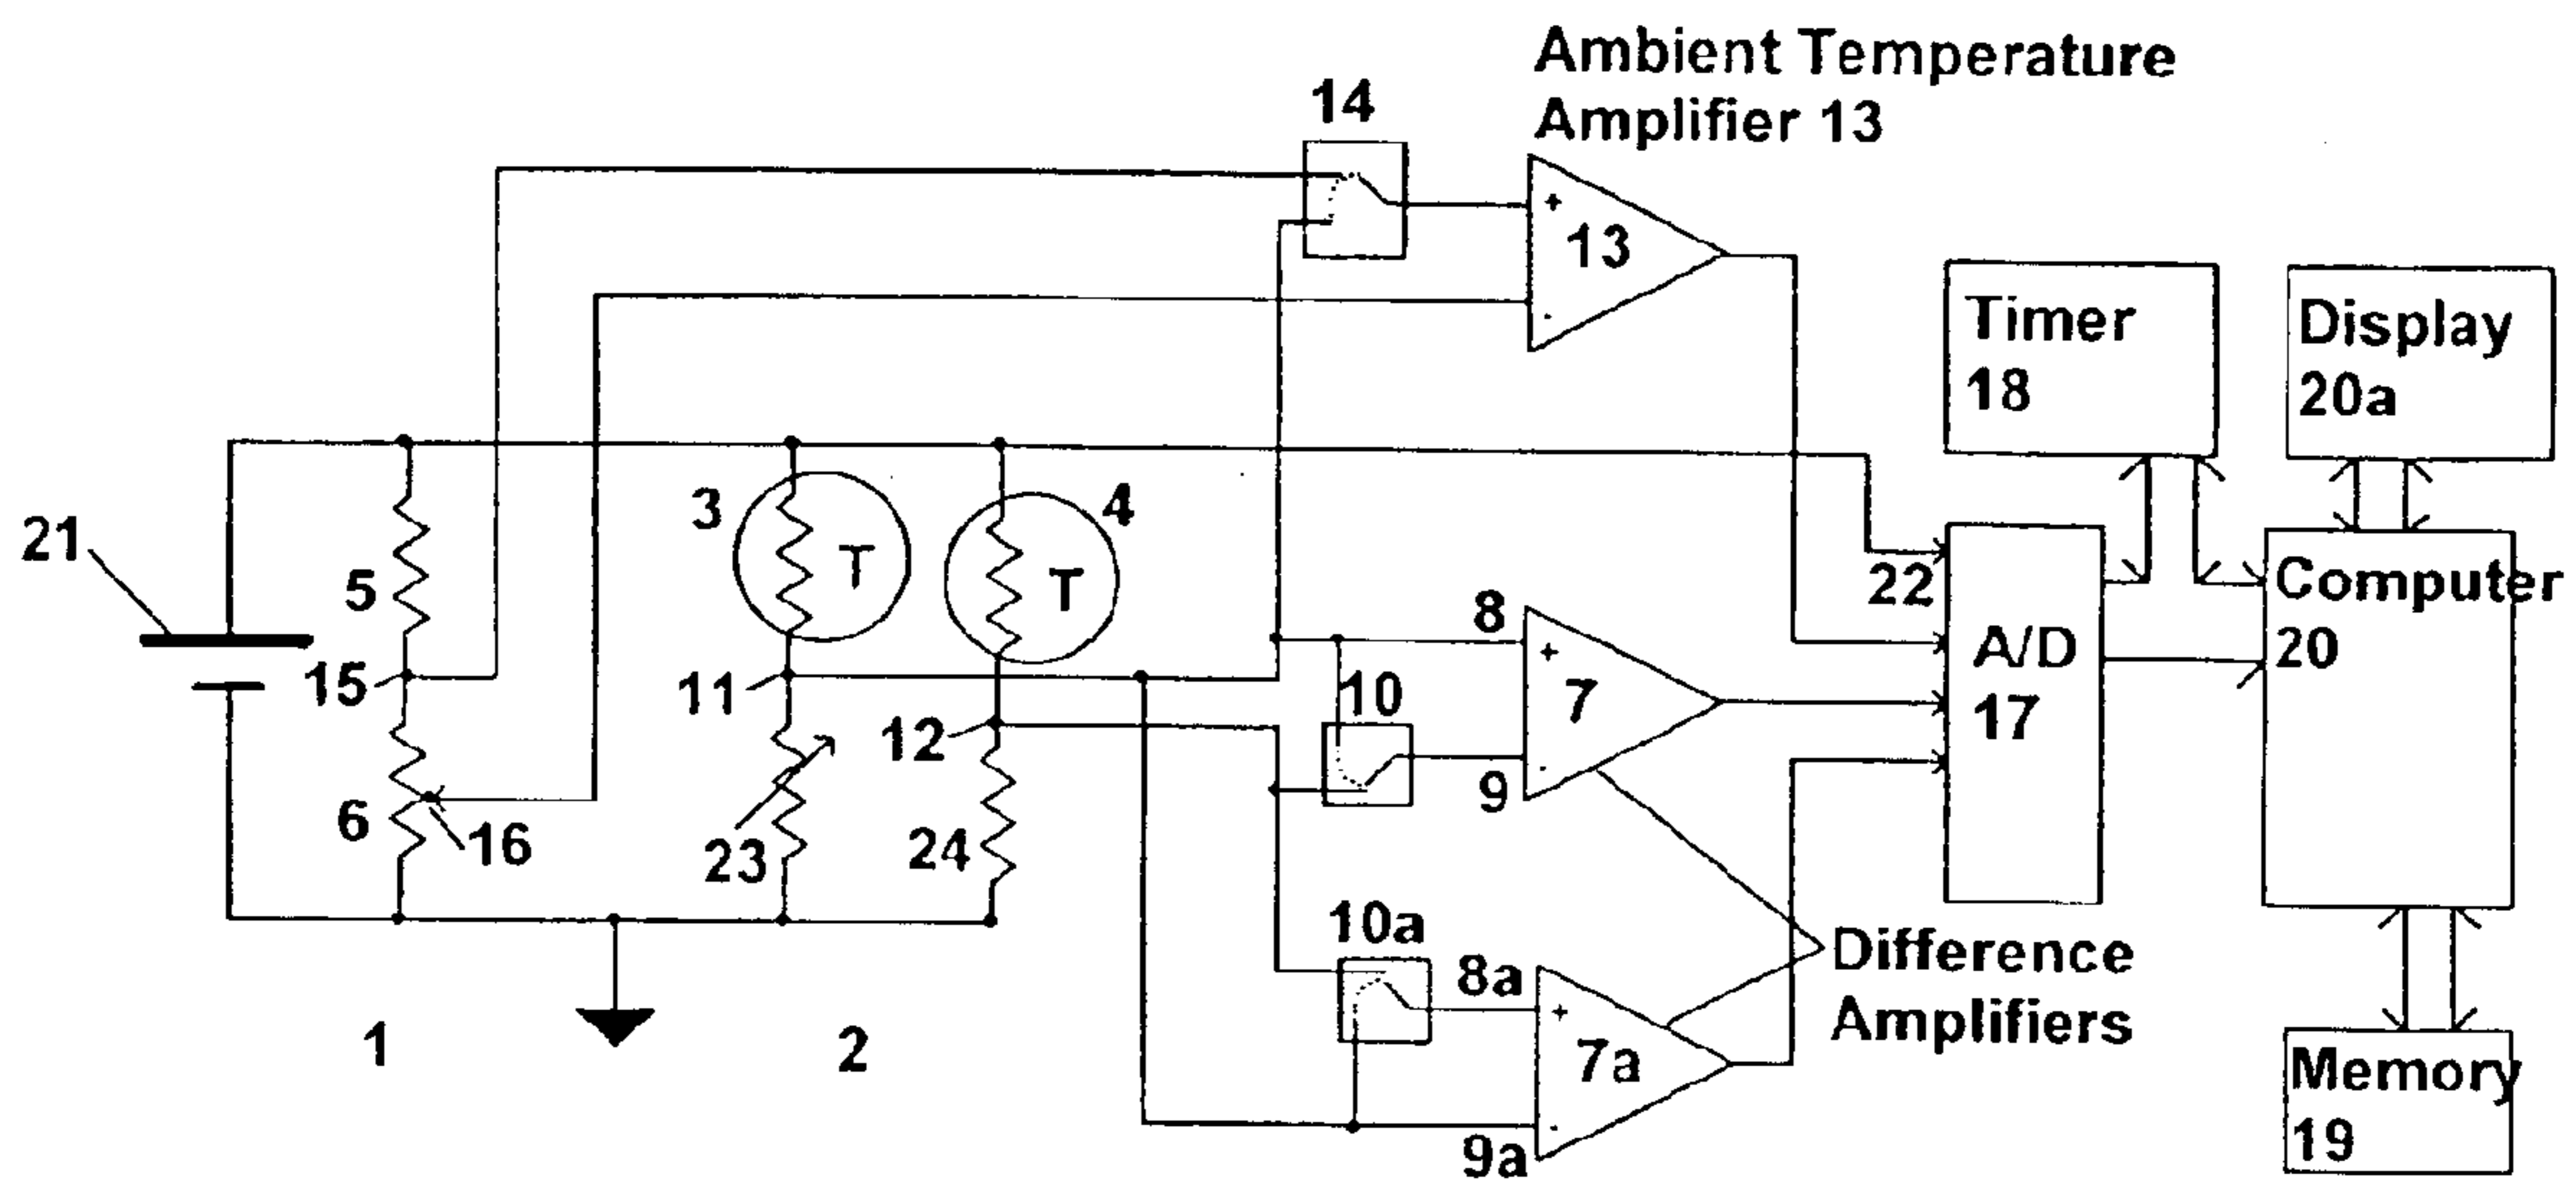 Ambient Temperature
Amplifier 13
14
+
13
-
Timer
18
Display
20a
21
3
T
4
T
5
15
11
12
6
16
23
24
8
+
7
-
9
10
22
A/D
17
Computer
20
10a
8a
+
7a
-
9a
Difference
Amplifiers
1
2
Memory
19